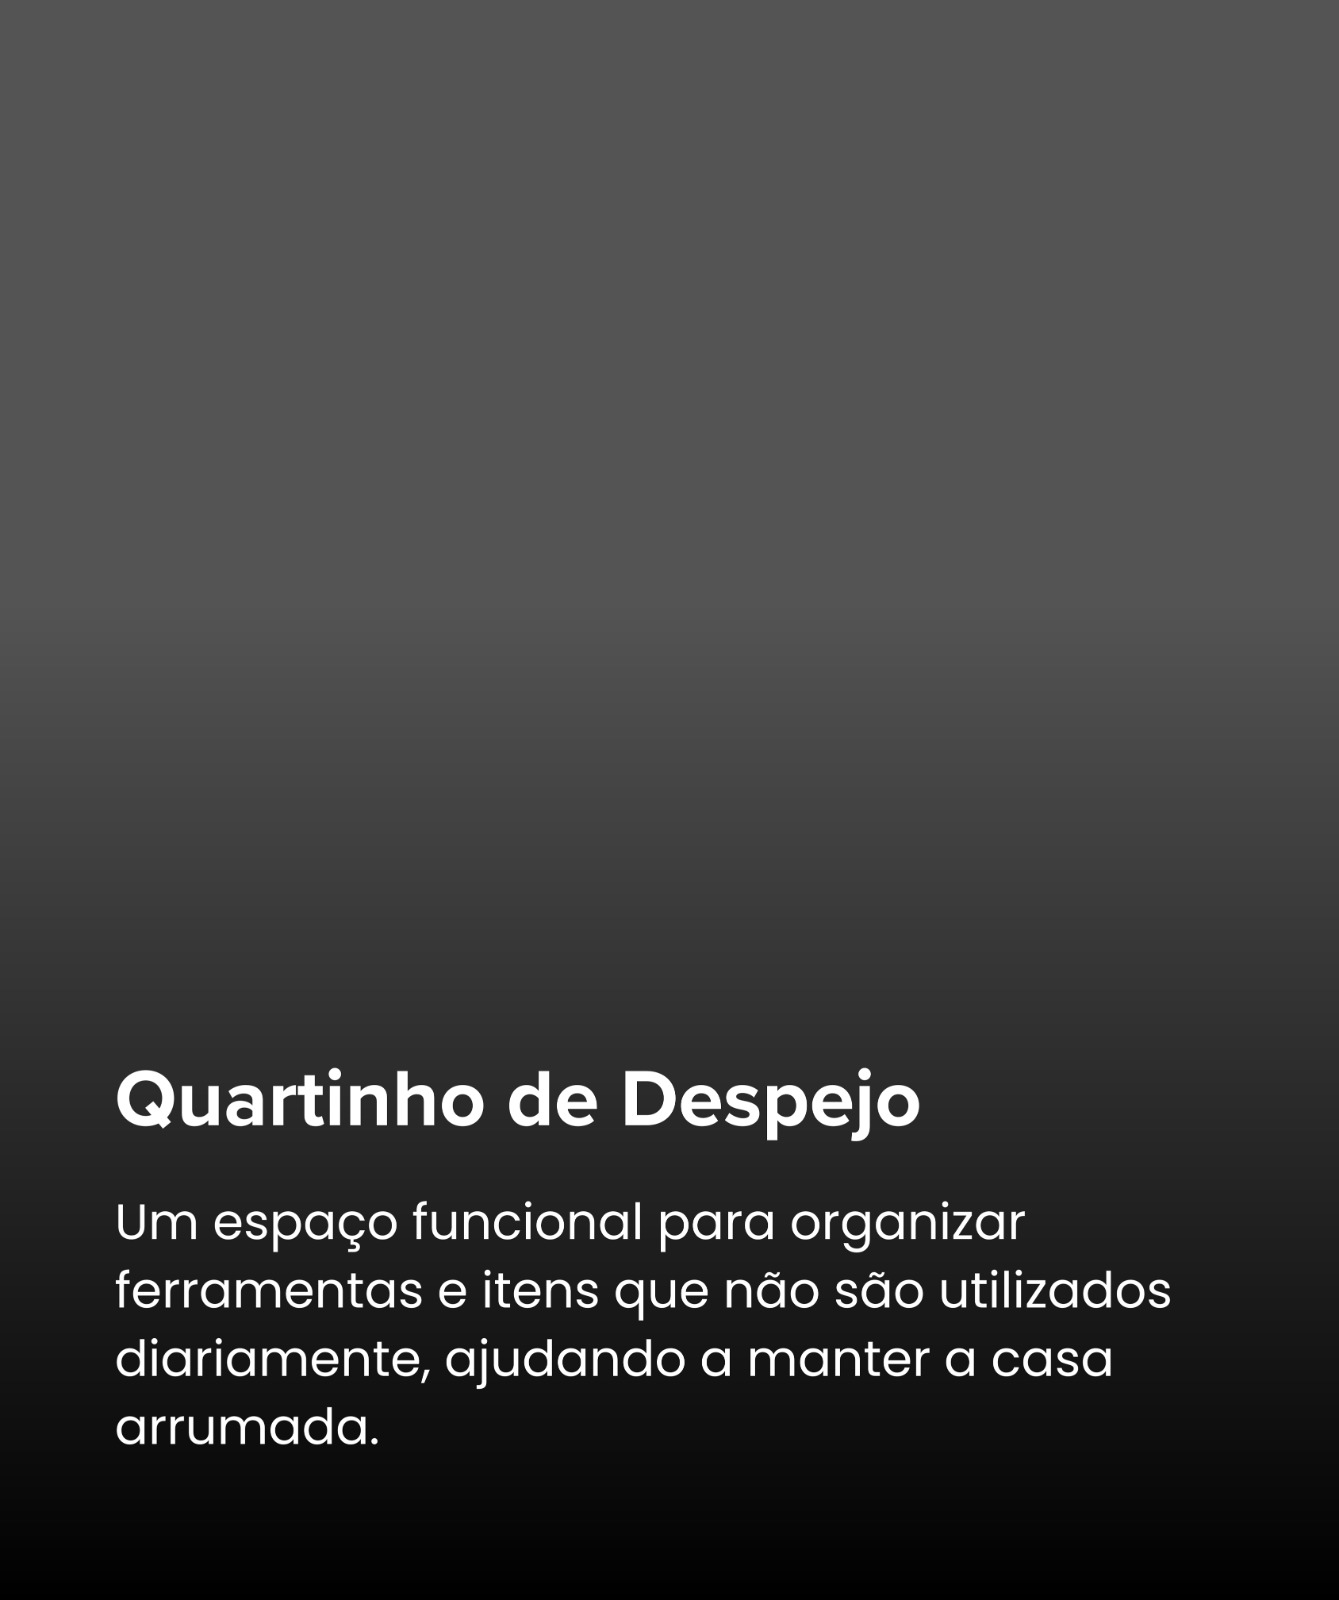 Quartinho de Despejo
Um espaço funcional para organizar
ferramentas e itens que não são utilizados
diariamente, ajudando a manter a casa
arrumada.